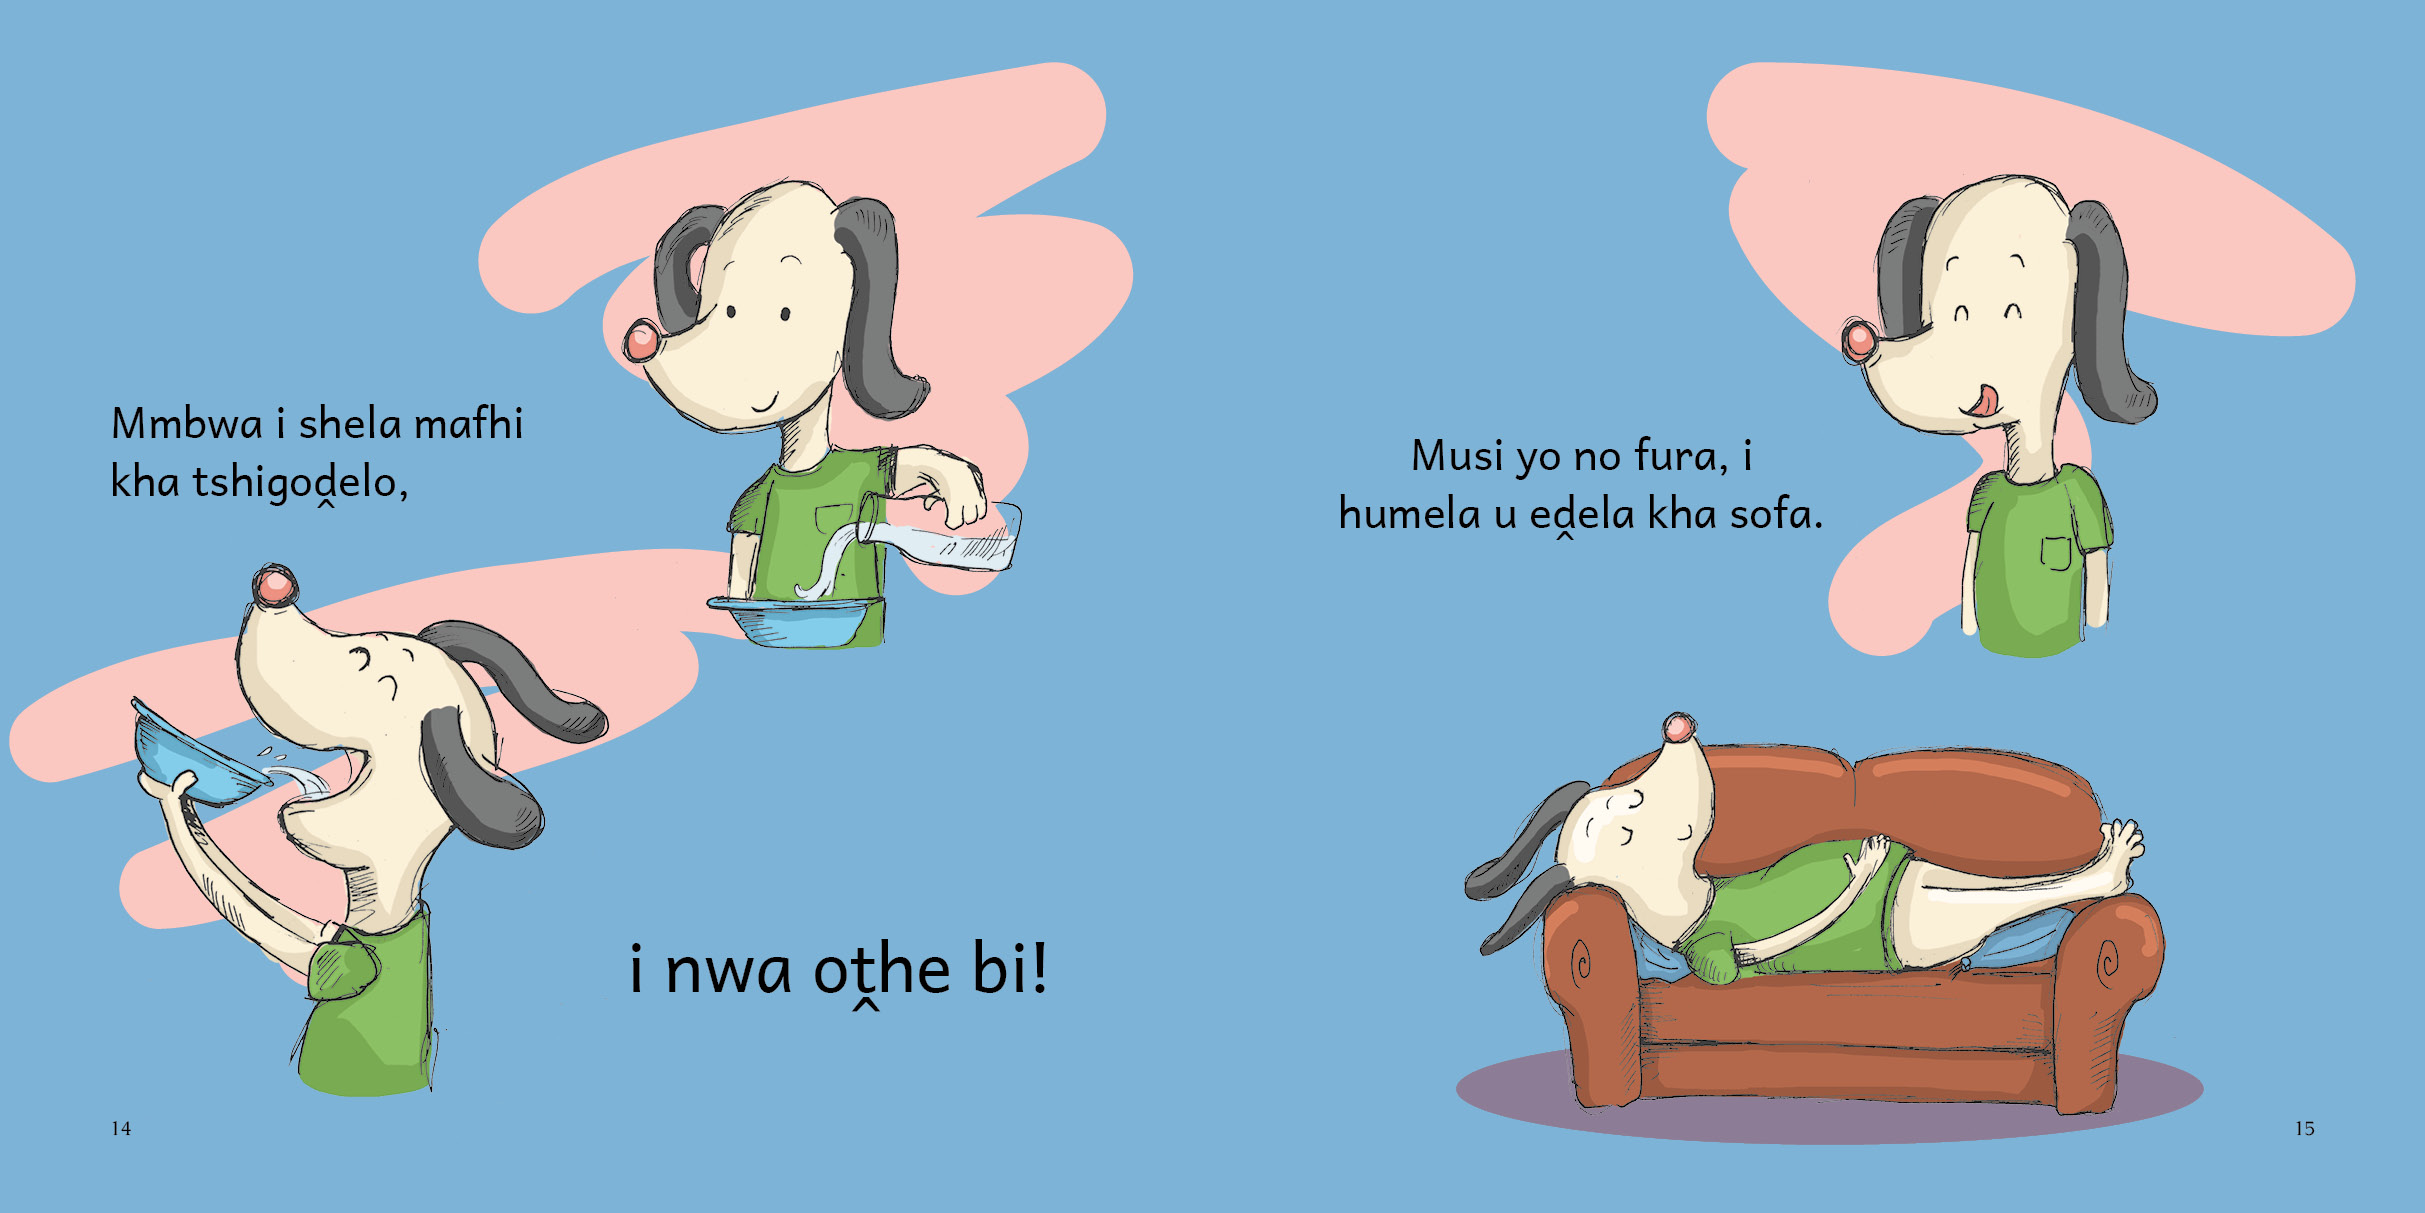 Mmbwa i shela mafhi
kha tshigoḓelo,
i nwa oṱhe bi!
14
Musi yo no fura, i
humela u eḓela kha sofa.
15